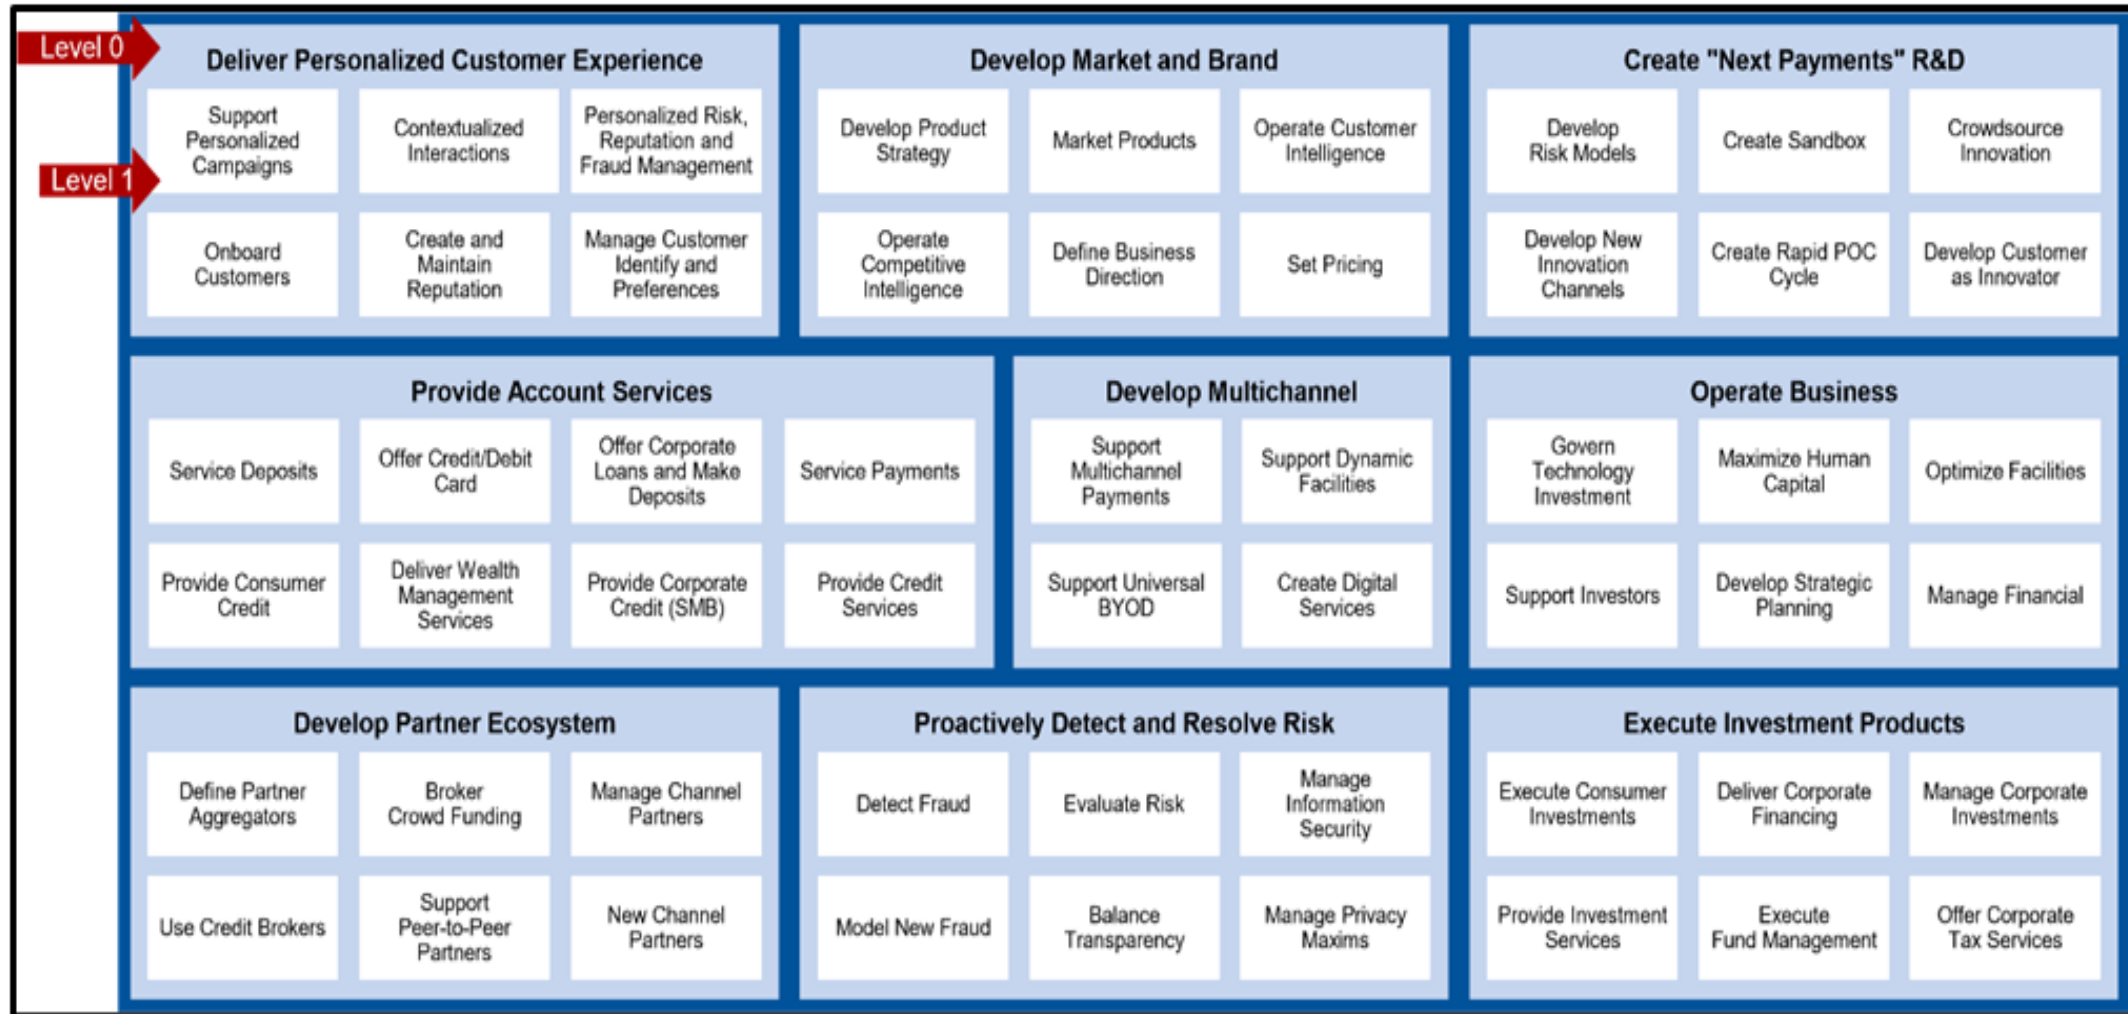 Level 0
Deliver Personalized Customer Experience
Support
Personalized
Campaigns
Contextualized
Interactions
Personalized Risk,
Reputation and
Fraud Management
Level 1
Onboard
Customers
Create and
Maintain
Reputation
Manage Customer
Identify and
Preferences
Develop Market and Brand
Develop Product
Strategy
Market Products
Operate Customer
Intelligence
Operate
Competitive
Intelligence
Define Business
Direction
Set Pricing
Create "Next Payments" R&D
Develop
Risk Models
Create Sandbox
Crowdsource
Innovation
Develop New
Innovation
Channels
Create Rapid POC
Cycle
Develop Customer
as Innovator
Provide Account Services
Service Deposits
Offer Credit/Debit
Card
Offer Corporate
Loans and Make
Deposits
Service Payments
Provide Consumer
Credit
Deliver Wealth
Management
Services
Provide Corporate
Credit (SMB)
Provide Credit
Services
Develop Multichannel
Support
Multichannel
Payments
Support Dynamic
Facilities
Support Universal
BYOD
Create Digital
Services
Operate Business
Govern
Technology
Investment
Maximize Human
Capital
Optimize Facilities
Support Investors
Develop Strategic
Planning
Manage Financial
Develop Partner Ecosystem
Define Partner
Aggregators
Broker
Crowd Funding
Manage Channel
Partners
Use Credit Brokers
Support
Peer-to-Peer
Partners
New Channel
Partners
Proactively Detect and Resolve Risk
Detect Fraud
Evaluate Risk
Manage
Information
Security
Model New Fraud
Balance
Transparency
Manage Privacy
Maxims
Execute Investment Products
Execute Consumer
Investments
Deliver Corporate
Financing
Manage Corporate
Investments
Provide Investment
Services
Execute
Fund Management
Offer Corporate
Tax Services